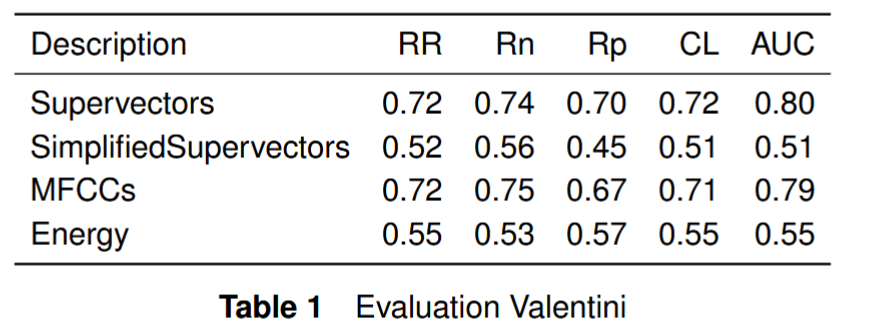 Description RR Rn Rp CL AUC
Supervectors 0.72 0.74 0.70 0.72 0.80
SimplifiedSupervectors 0.52 0.56 0.45 0.51 0.51
MFCCs 0.72 0.75 0.67 0.71 0.79
Energy 0.55 0.53 0.57 0.55 0.55
Table 1 Evaluation Valentini